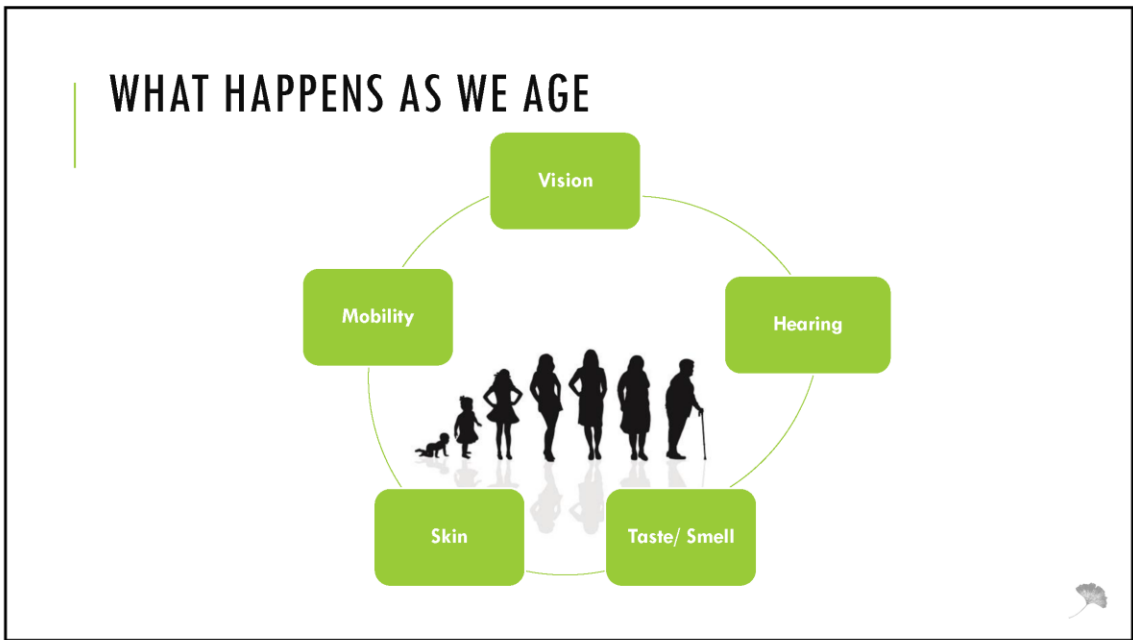 WHAT HAPPENS AS WE AGE
Vision
Hearing
Taste/ Smell
Skin
Mobility